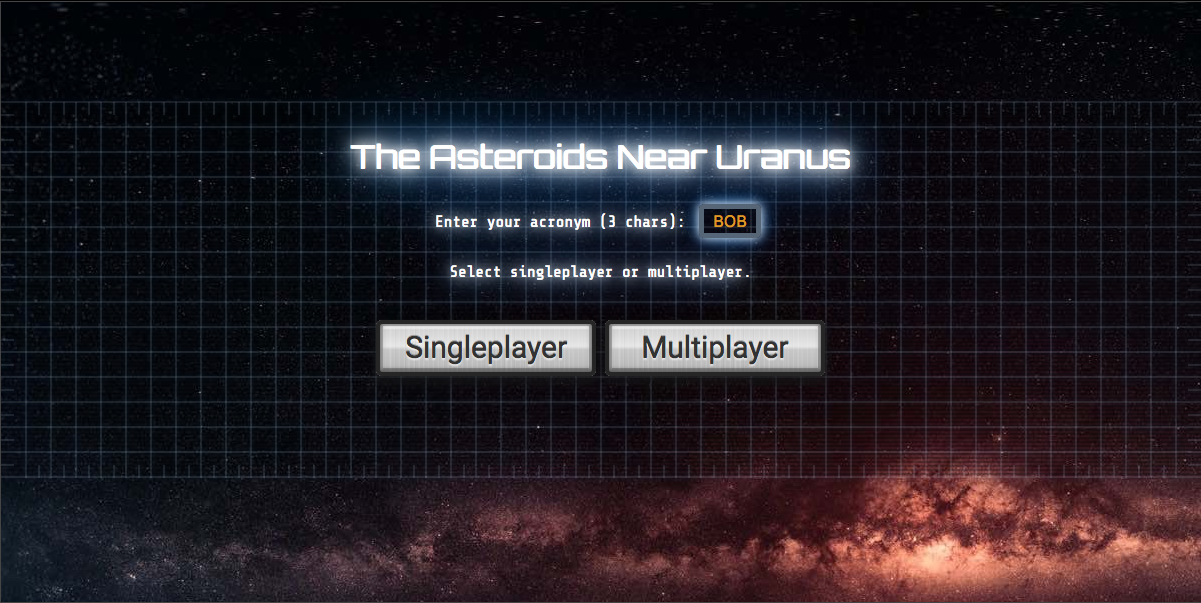 The Asteroids Near Uranus
Enter your acronym (3 chars): BOB
Select singleplayer or multiplayer.
Singleplayer Multiplayer